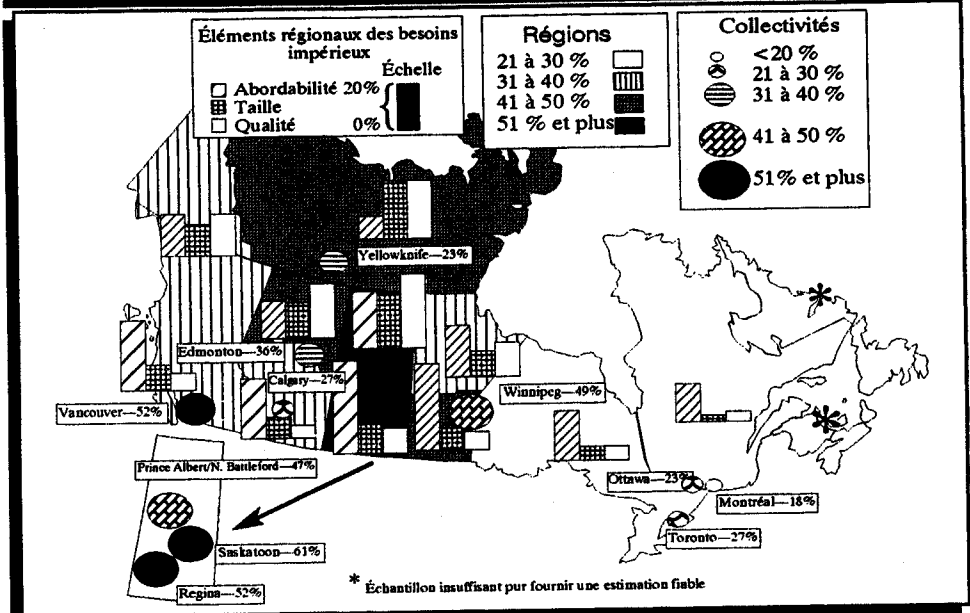 Éléments régionaux des besoins
impérieux
Échelle
Abordabilité 20%
Taille
Qualité 0%
Régions
21 à 30 %
31 à 40 %
41 à 50 %
51 % et plus
Collectivités
<20 %
21 à 30 %
31 à 40 %
41 à 50 %
51% et plus
Yellowknife—23%
Edmonton—36%
Calgary—27%
Winnipeg—49%
Vancouver—52%
Prince Albert/N. Battleford—47%
Ottawa—23%
Montréal—18%
Toronto—27%
Saskatoon—61%
Regina—52%
* Échantillon insuffisant pur fournir une estimation fiable